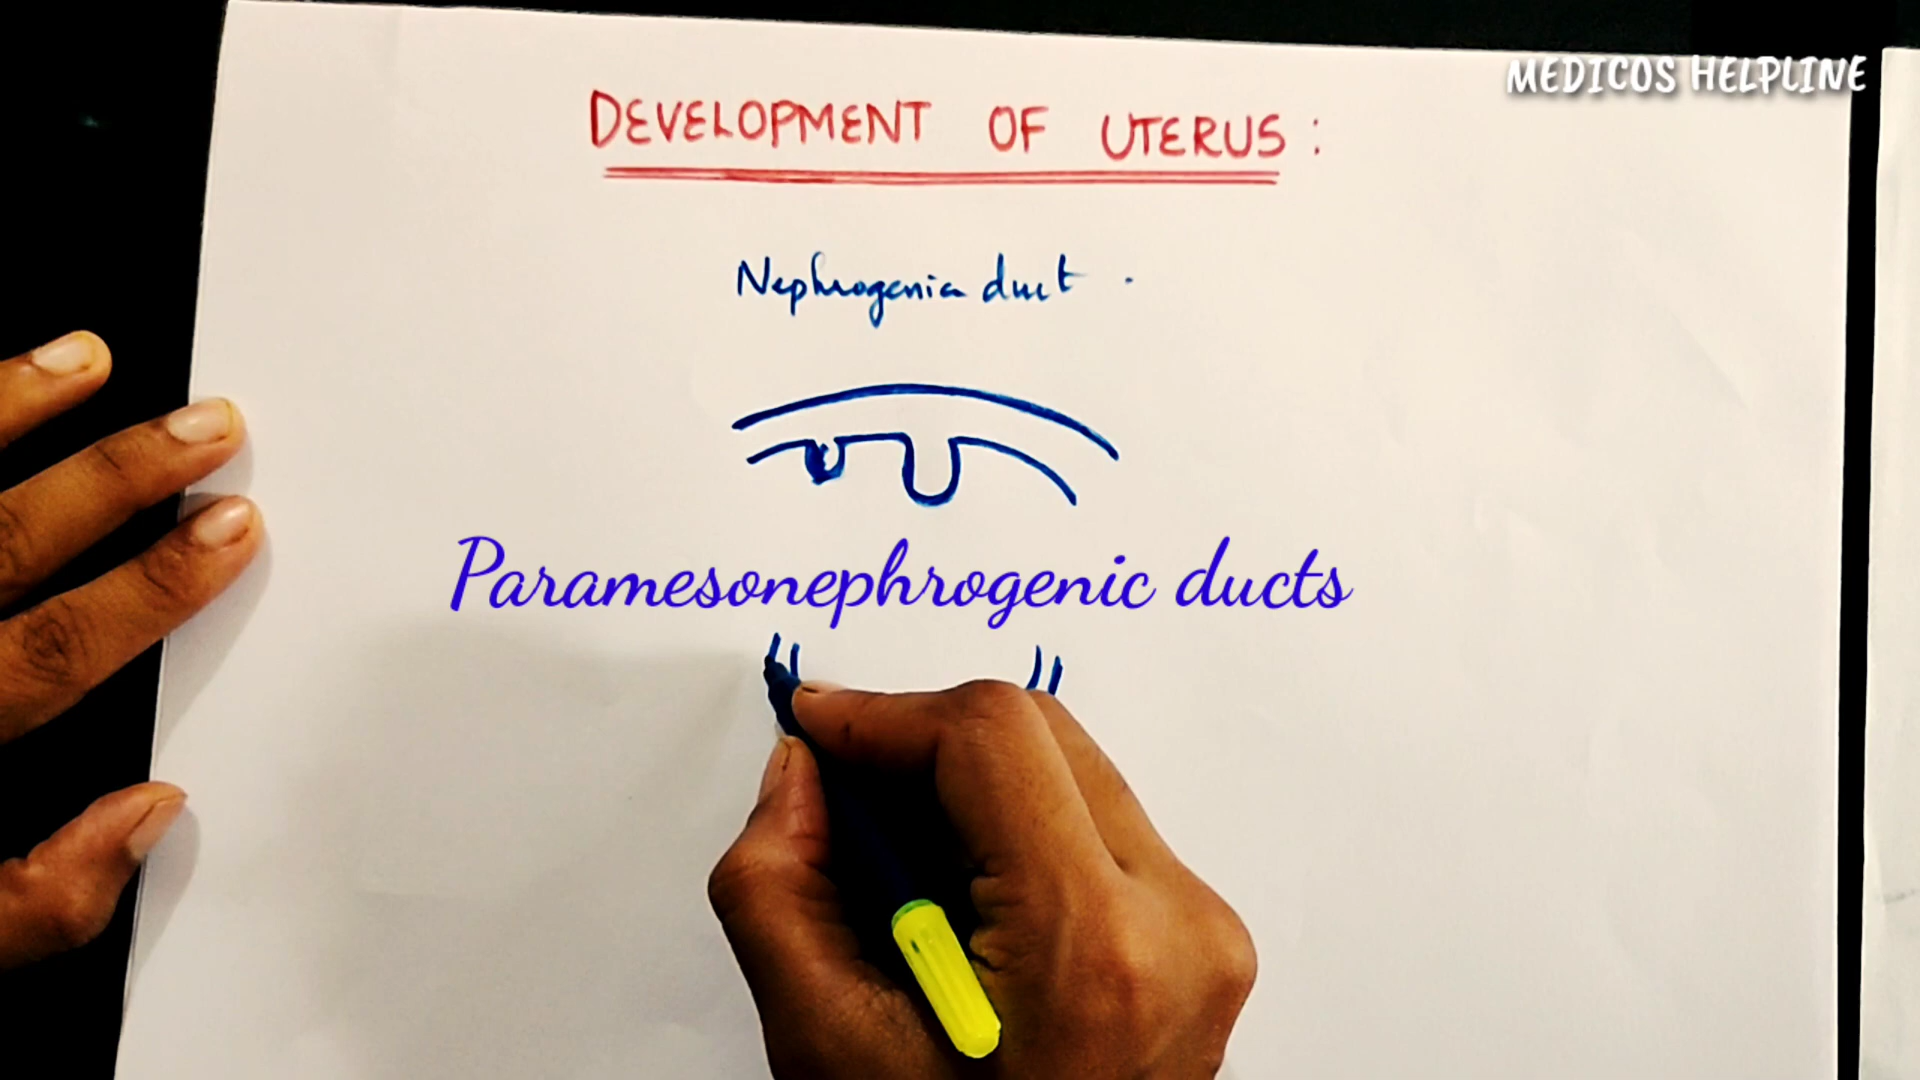 MEDICOS HELPLINE
DEVELOPMENT OF UTERUS :
Nephrogenic duct .
Paramesonephrogenic ducts